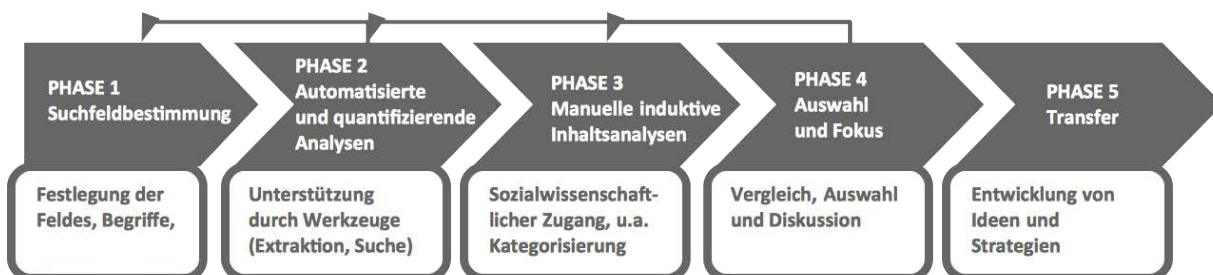 PHASE 1
Suchfeldbestimmung
PHASE 2
Automatisierte
und quantifizierende
Analysen
PHASE 3
Manuelle induktive
Inhaltsanalysen
PHASE 4
Auswahl
und Fokus
PHASE 5
Transfer
Festlegung der
Feldes, Begriffe,
Unterstützung
durch Werkzeuge
(Extraktion, Suche)
Sozialwissenschaft-
licher Zugang, u.a.
Kategorisierung
Vergleich, Auswahl
und Diskussion
Entwicklung von
Ideen und
Strategien